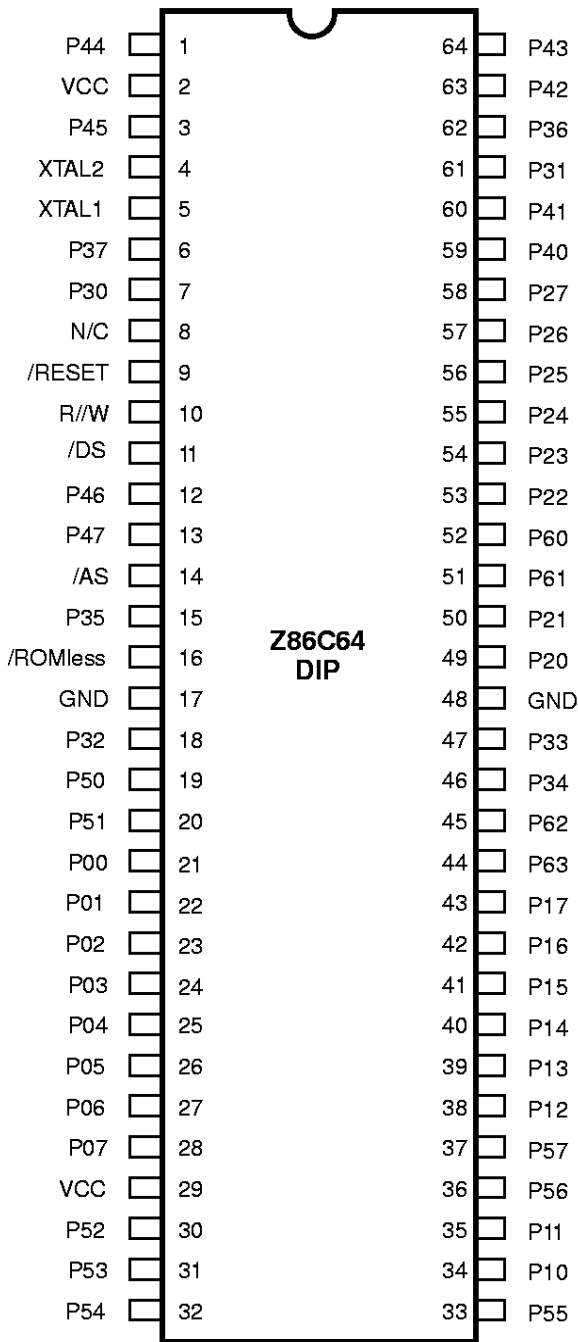 P44 1 64 P43
VCC 2 63 P42
P45 3 62 P36
XTAL2 4 61 P31
XTAL1 5 60 P41
P37 6 59 P40
P30 7 58 P27
N/C 8 57 P26
/RESET 9 56 P25
R//W 10 55 P24
/DS 11 54 P23
P46 12 53 P22
P47 13 52 P60
/AS 14 51 P61
P35 15 50 P21
Z86C64
/ROMless 16 49 P20
DIP
GND 17 48 GND
P32 18 47 P33
P50 19 46 P34
P51 20 45 P62
P00 21 44 P63
P01 22 43 P17
P02 23 42 P16
P03 24 41 P15
P04 25 40 P14
P05 26 39 P13
P06 27 38 P12
P07 28 37 P57
VCC 29 36 P56
P52 30 35 P11
P53 31 34 P10
P54 32 33 P55